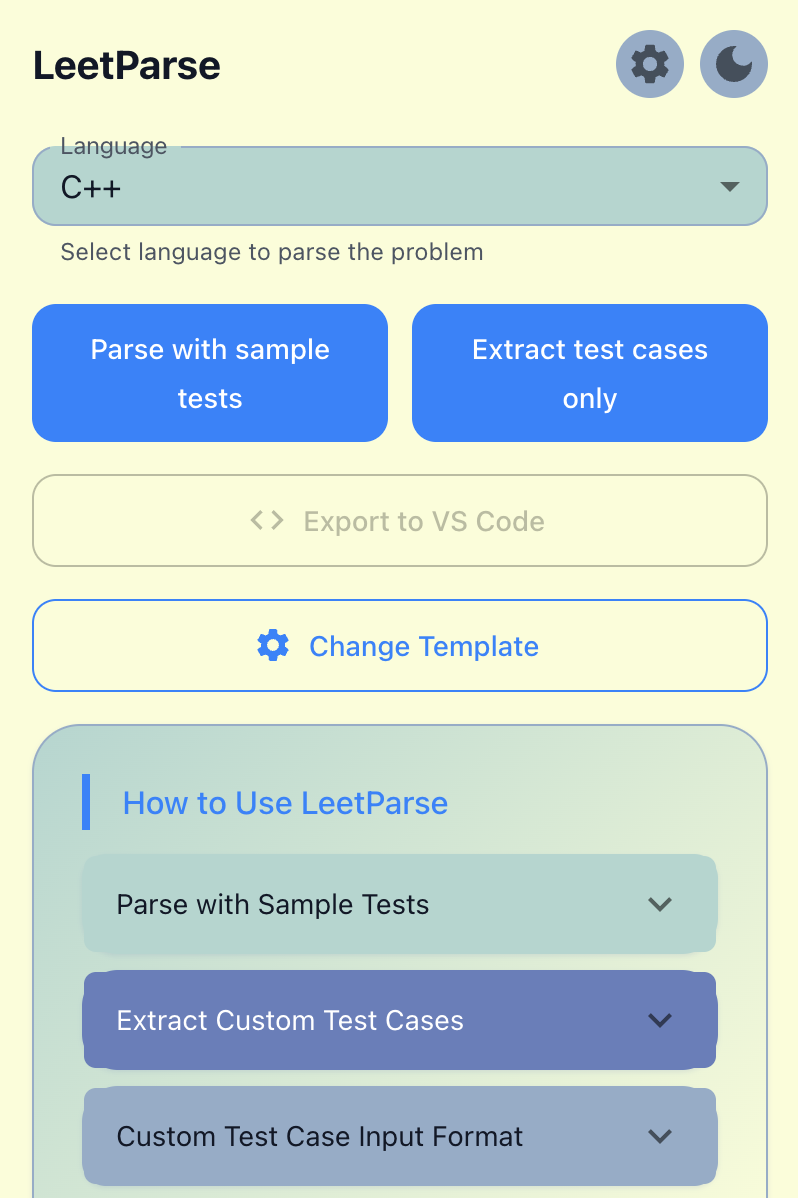 LeetParse
Language
C++
Select language to parse the problem
Parse with sample
tests
Extract test cases
only
Export to VS Code
Change Template
How to Use LeetParse
Parse with Sample Tests
Extract Custom Test Cases
Custom Test Case Input Format